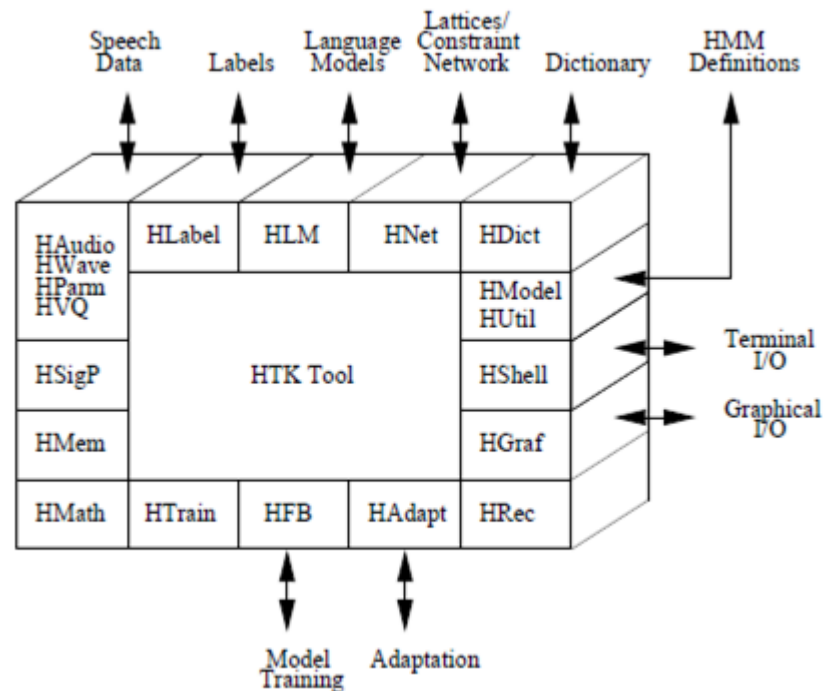 Speech
Data
Labels
Language
Models
Lattices/
Constraint
Network
Dictionary
HMM
Definitions
HAudio
HWave
HParm
HVQ
HLabel
HLM
HNet
HDict
HModel
HUtil
HSigP
HTK Tool
HShell
Terminal
I/O
HMem
HGraf
Graphical
I/O
HMath
HTrain
HFB
HAdapt
HRec
Model
Training
Adaptation